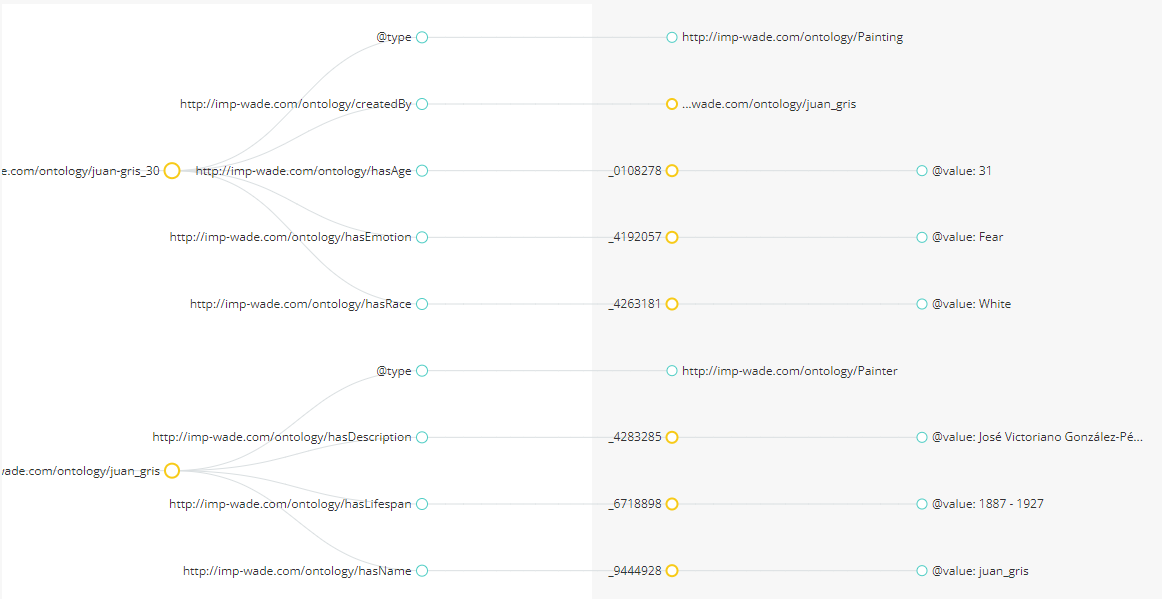 @type http://imp-wade.com/ontology/Painting
http://imp-wade.com/ontology/createdBy ...wade.com/ontology/juan_gris
e.com/ontology/juan-gris_30 http://imp-wade.com/ontology/hasAge _0108278 @value: 31
http://imp-wade.com/ontology/hasEmotion _4192057 @value: Fear
http://imp-wade.com/ontology/hasRace _4263181 @value: White
@type http://imp-wade.com/ontology/Painter
http://imp-wade.com/ontology/hasDescription _4283285 @value: José Victoriano González-Pé...
wade.com/ontology/juan_gris
http://imp-wade.com/ontology/hasLifespan _6718898 @value: 1887 - 1927
http://imp-wade.com/ontology/hasName _9444928 @value: juan_gris